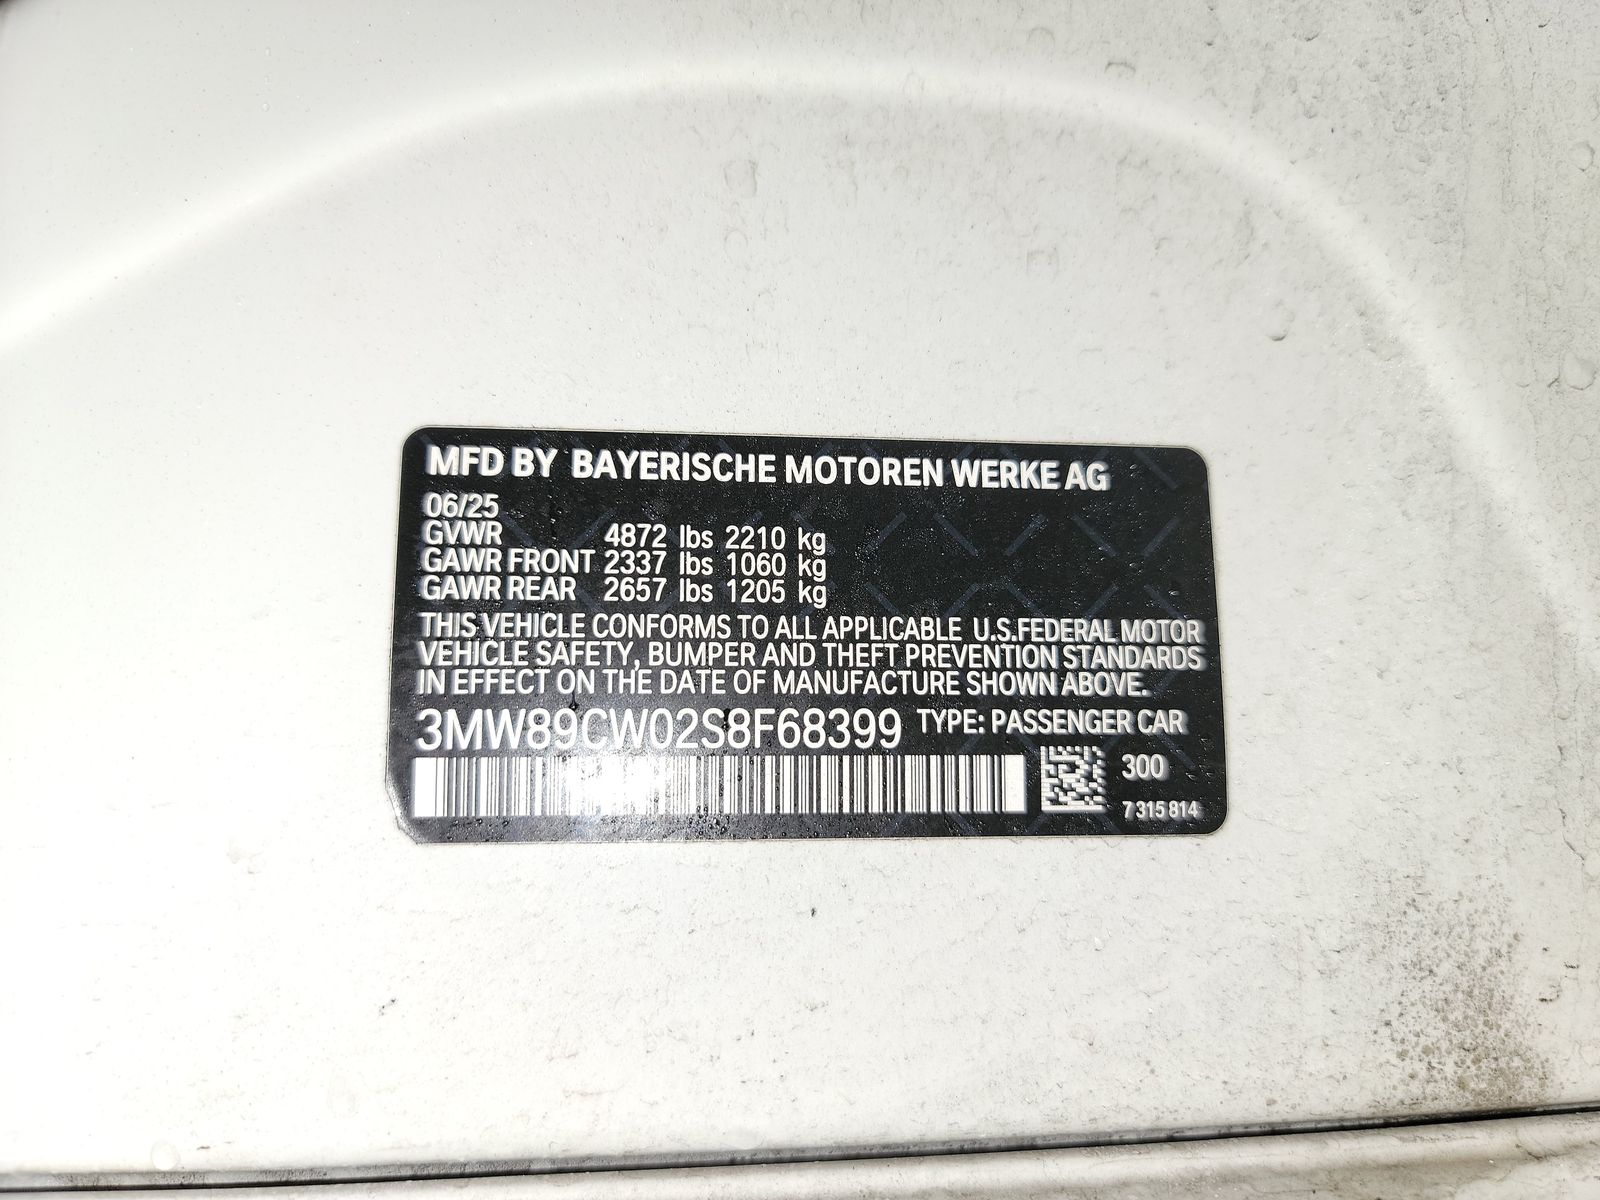 MFD BY BAYERISCHE MOTOREN WERKE AG
06/25
GVWR 4872 lbs 2210 kg
GAWR FRONT 2337 lbs 1060 kg
GAWR REAR 2657 lbs 1205 kg
THIS VEHICLE CONFORMS TO ALL APPLICABLE U.S.FEDERAL MOTOR
VEHICLE SAFETY, BUMPER AND THEFT PREVENTION STANDARDS
IN EFFECT ON THE DATE OF MANUFACTURE SHOWN ABOVE.
3MW89CW02S8F68399 TYPE: PASSENGER CAR
300
7 315 814